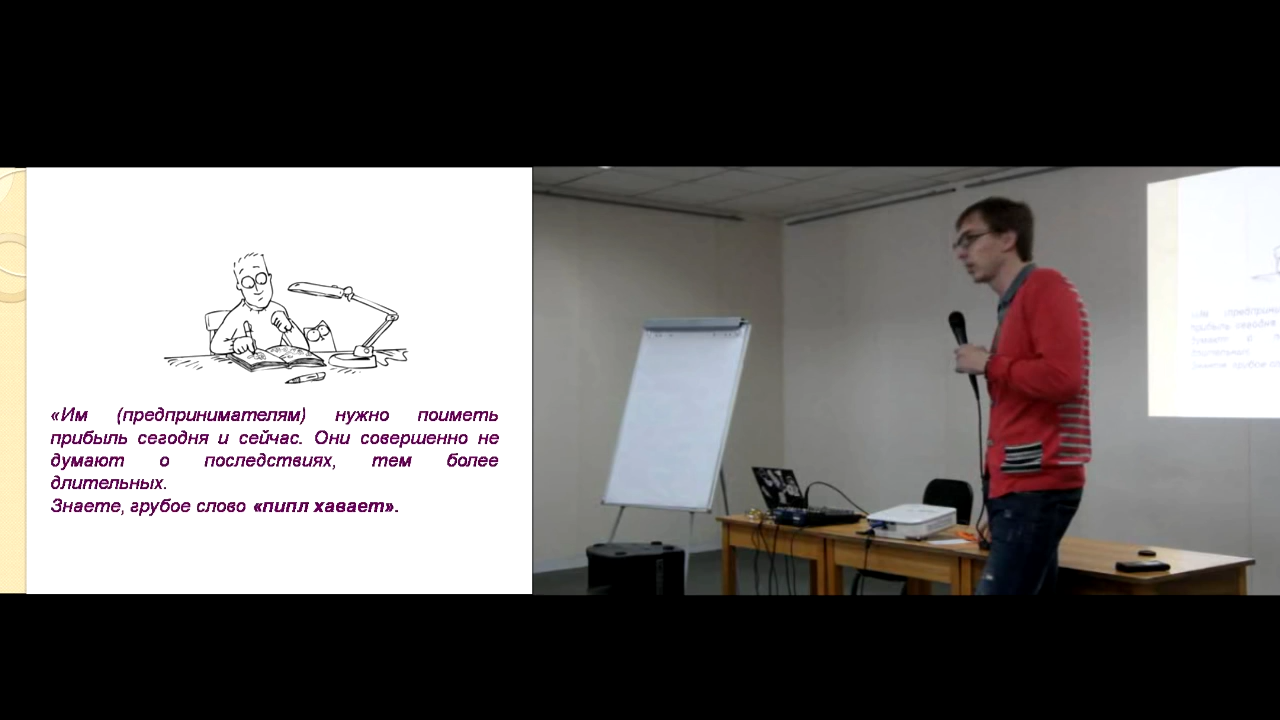 «Им (предпринимателям) нужно поиметь
прибыль сегодня и сейчас. Они совершенно не
думают о последствиях, тем более
длительных.
Знаете, грубое слово «пипл хавает».